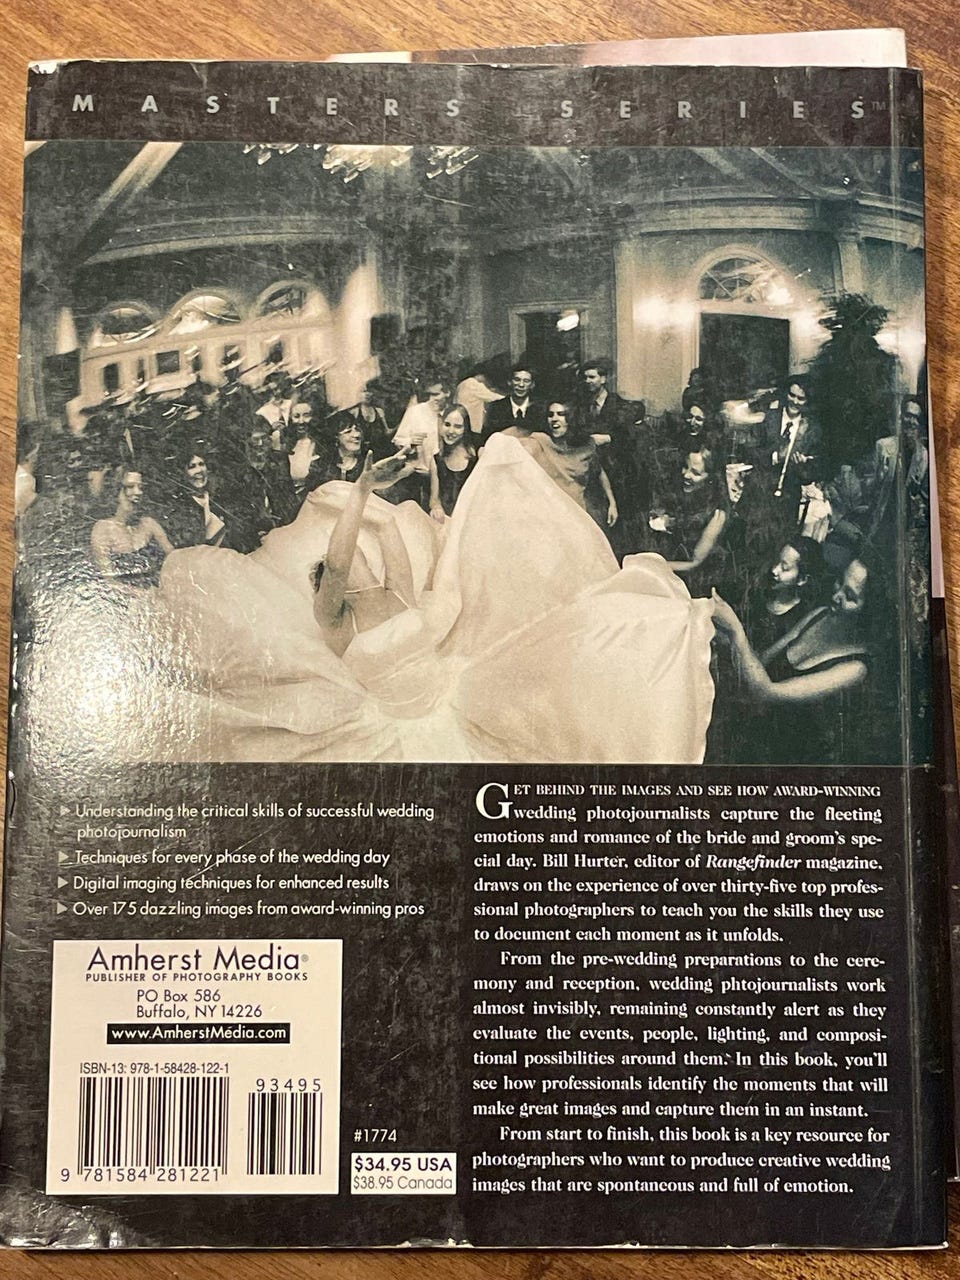 MASTERS SERIES™
▶ Understanding the critical skills of successful wedding
photojournalism
▶ Techniques for every phase of the wedding day
▶ Digital imaging techniques for enhanced results
▶ Over 175 dazzling images from award-winning pros
Amherst Media®
PUBLISHER OF PHOTOGRAPHY BOOKS
PO Box 586
Buffalo, NY 14226
www.AmherstMedia.com
ISBN-13: 978-1-58428-122-1
93495
9 781584 281221
#1774
$34.95 USA
$38.95 Canada
GET BEHIND THE IMAGES AND SEE HOW AWARD-WINNING
wedding photojournalists capture the fleeting
emotions and romance of the bride and groom's spe-
cial day. Bill Hurter, editor of Rangefinder magazine,
draws on the experience of over thirty-five top profes-
sional photographers to teach you the skills they use
to document each moment as it unfolds.
From the pre-wedding preparations to the cere-
mony and reception, wedding phtojournalists work
almost invisibly, remaining constantly alert as they
evaluate the events, people, lighting, and composi-
tional possibilities around them. In this book, you'll
see how professionals identify the moments that will
make great images and capture them in an instant.
From start to finish, this book is a key resource for
photographers who want to produce creative wedding
images that are spontaneous and full of emotion.